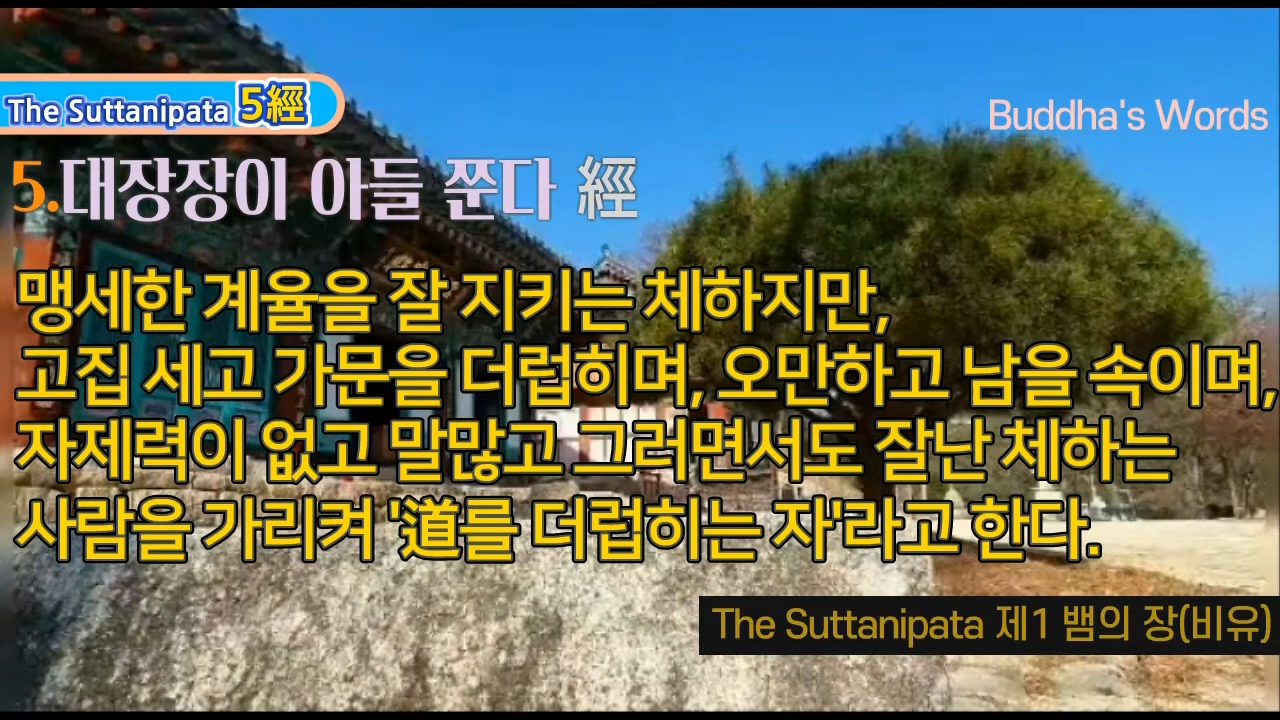 The Suttanipata 5經
Buddha's Words
5.대장장이 아들 쭌다 經
맹세한 계율을 잘 지키는 체하지만,
고집 세고 가문을 더럽히며, 오만하고 남을 속이며,
자제력이 없고 말많고 그러면서도 잘난 체하는
사람을 가리켜 '道를 더럽히는 자'라고 한다.
The Suttanipata 제1 뱀의 장(비유)